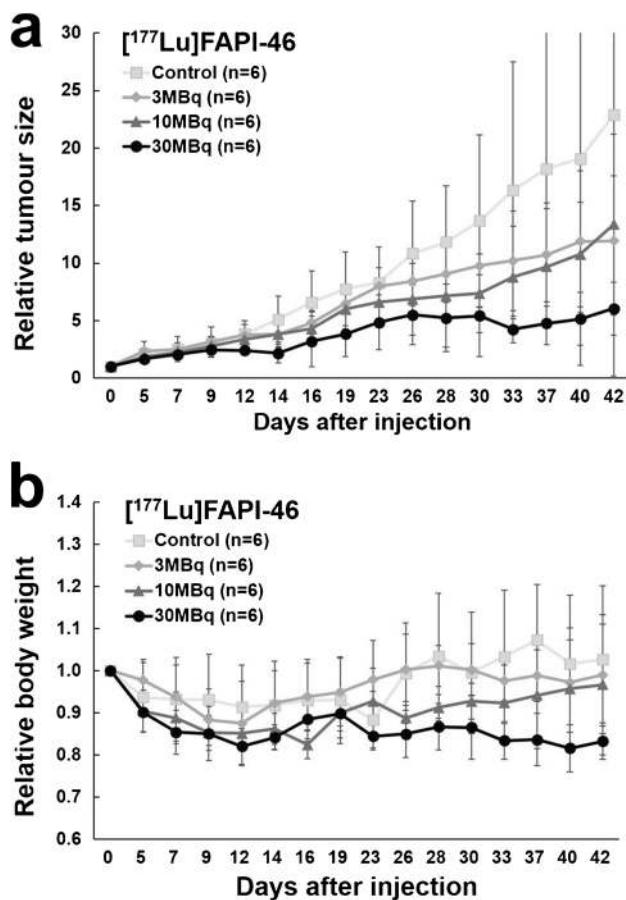 a
[¹⁷⁷Lu]FAPI-46
Control (n=6)
3MBq (n=6)
10MBq (n=6)
30MBq (n=6)
Relative tumour size
30
25
20
15
10
5
0
0 5 7 9 12 14 16 19 23 26 28 30 33 37 40 42
Days after injection
b
[¹⁷⁷Lu]FAPI-46
Control (n=6)
3MBq (n=6)
10MBq (n=6)
30MBq (n=6)
Relative body weight
1.4
1.3
1.2
1.1
1.0
0.9
0.8
0.7
0.6
0 5 7 9 12 14 16 19 23 26 28 30 33 37 40 42
Days after injection